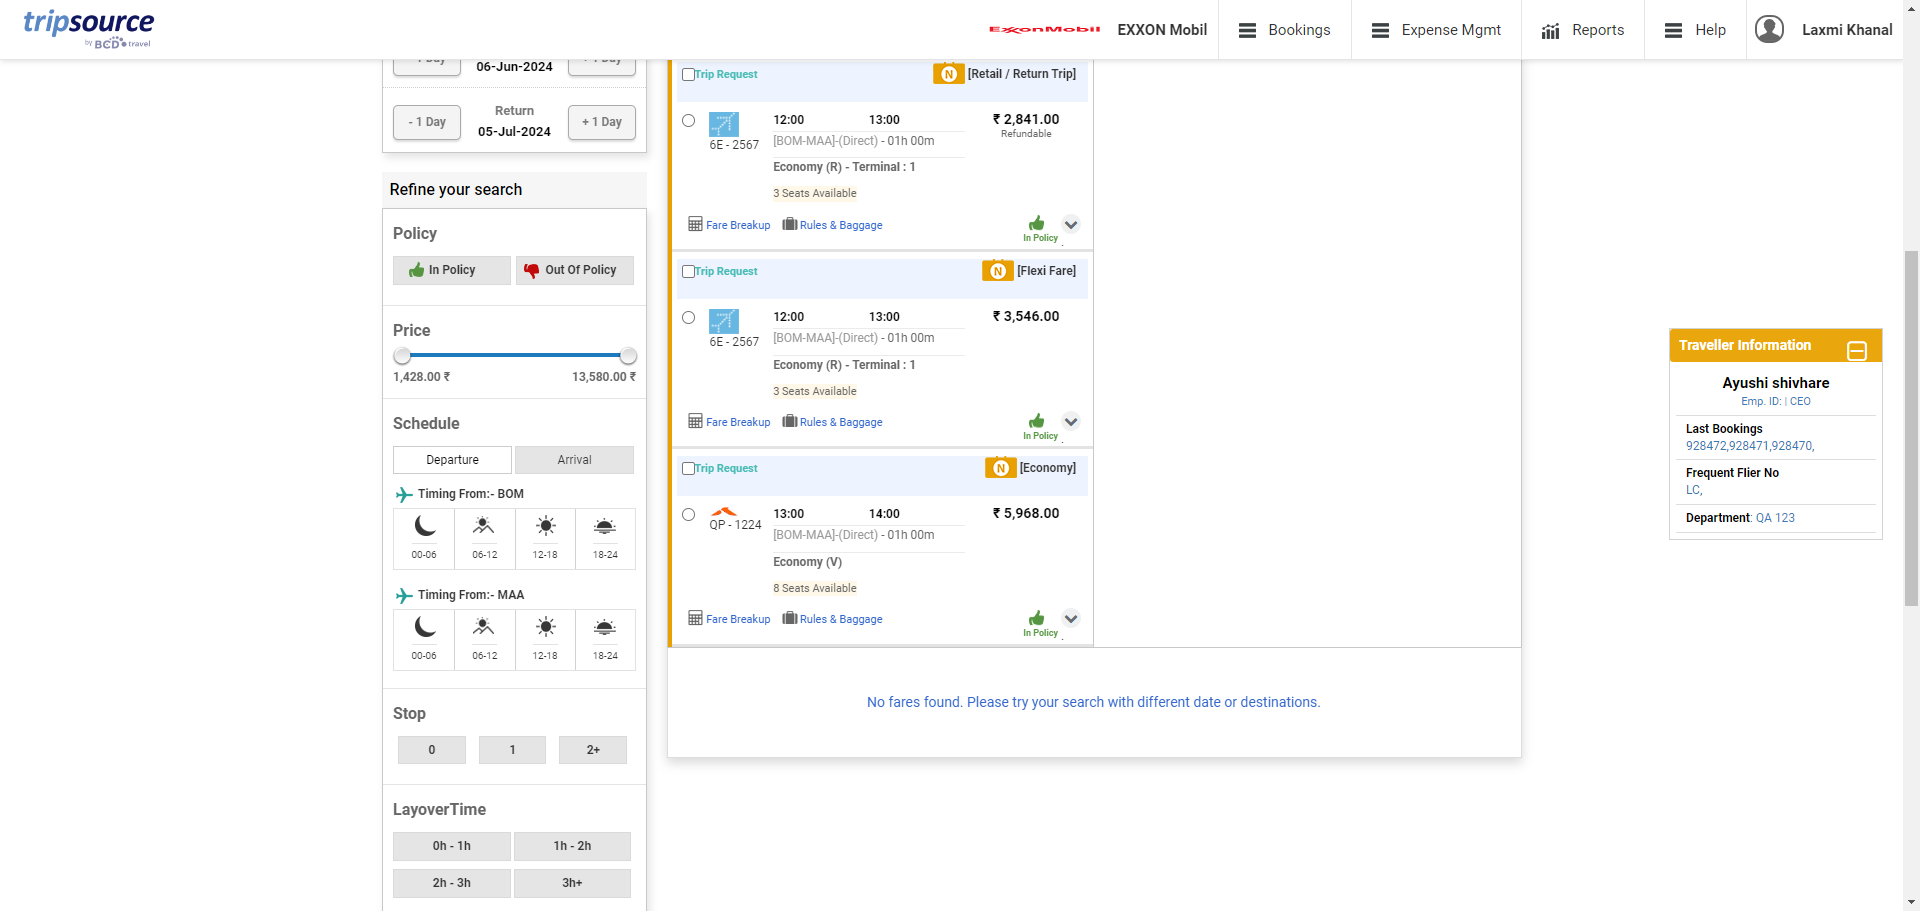 tripsource
by BCD travel
ExxonMobil
EXXON Mobil
Bookings
Expense Mgmt
Reports
Help
Laxmi Khanal
- 1 Day
06-Jun-2024
+ 1 Day
- 1 Day
Return
05-Jul-2024
+ 1 Day
Refine your search
Policy
In Policy
Out Of Policy
Price
1,428.00 ₹
13,580.00 ₹
Schedule
Departure
Arrival
Timing From:- BOM
00-06
06-12
12-18
18-24
Timing From:- MAA
00-06
06-12
12-18
18-24
Stop
0
1
2+
LayoverTime
0h - 1h
1h - 2h
2h - 3h
3h+
Trip Request
N
[Retail / Return Trip]
12:00
13:00
₹ 2,841.00
Refundable
6E - 2567
[BOM-MAA]-(Direct) - 01h 00m
Economy (R) - Terminal : 1
3 Seats Available
Fare Breakup
Rules & Baggage
In Policy
Trip Request
N
[Flexi Fare]
12:00
13:00
₹ 3,546.00
6E - 2567
[BOM-MAA]-(Direct) - 01h 00m
Economy (R) - Terminal : 1
3 Seats Available
Fare Breakup
Rules & Baggage
In Policy
Trip Request
N
[Economy]
13:00
14:00
₹ 5,968.00
QP - 1224
[BOM-MAA]-(Direct) - 01h 00m
Economy (V)
8 Seats Available
Fare Breakup
Rules & Baggage
In Policy
No fares found. Please try your search with different date or destinations.
Traveller Information
Ayushi shivhare
Emp. ID: | CEO
Last Bookings
928472,928471,928470,
Frequent Flier No
LC,
Department: QA 123